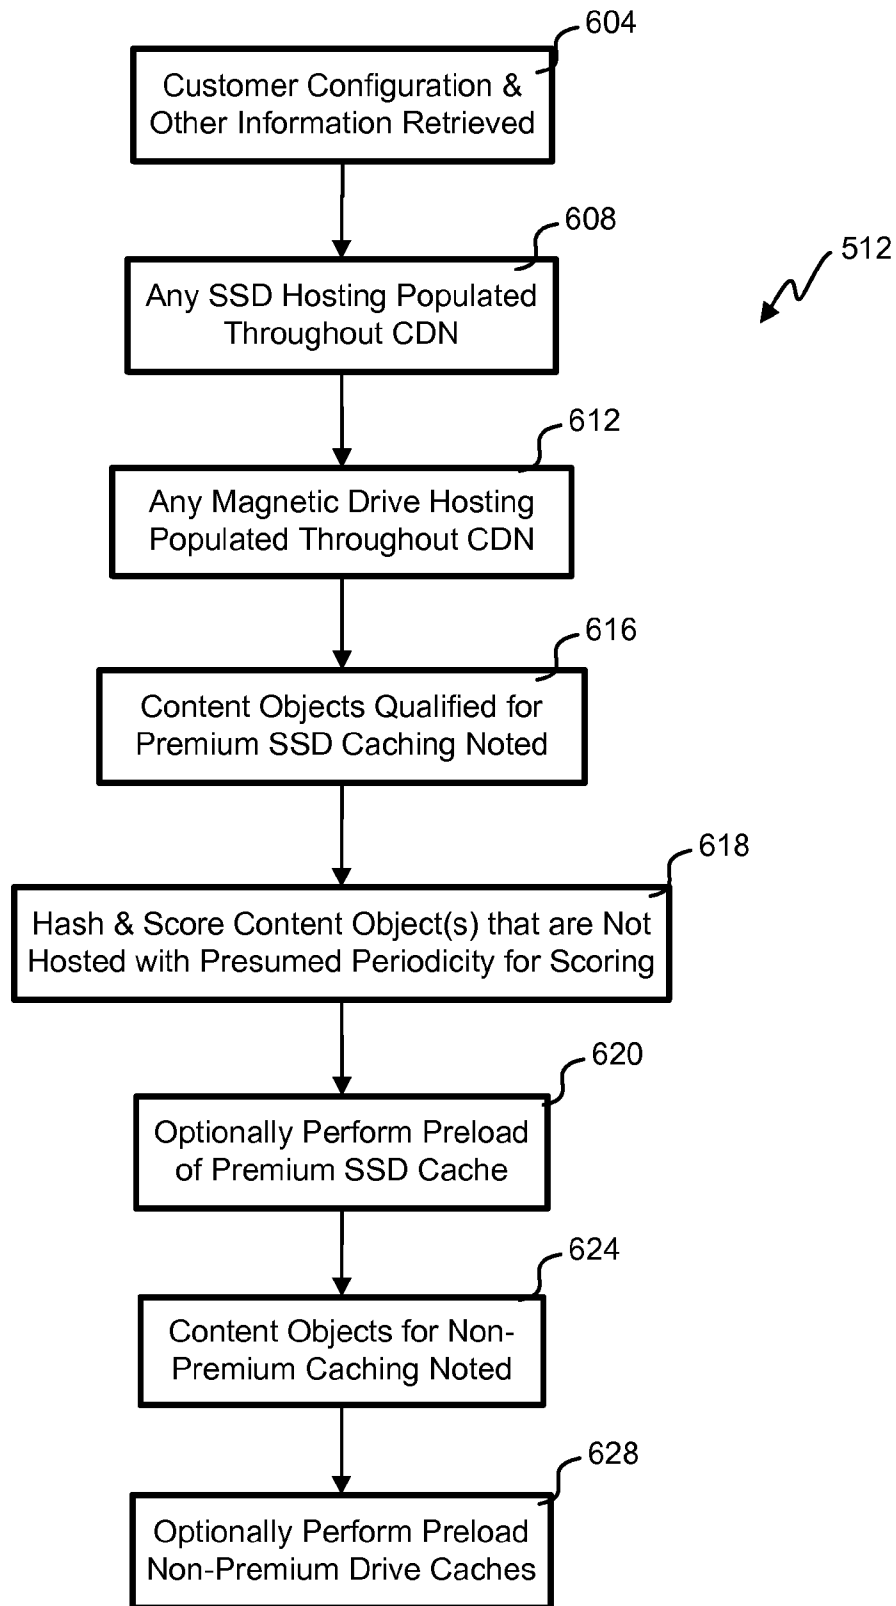 604
Customer Configuration &
Other Information Retrieved
608
512
Any SSD Hosting Populated
Throughout CDN
612
Any Magnetic Drive Hosting
Populated Throughout CDN
616
Content Objects Qualified for
Premium SSD Caching Noted
618
Hash & Score Content Object(s) that are Not
Hosted with Presumed Periodicity for Scoring
620
Optionally Perform Preload
of Premium SSD Cache
624
Content Objects for Non-
Premium Caching Noted
628
Optionally Perform Preload
Non-Premium Drive Caches